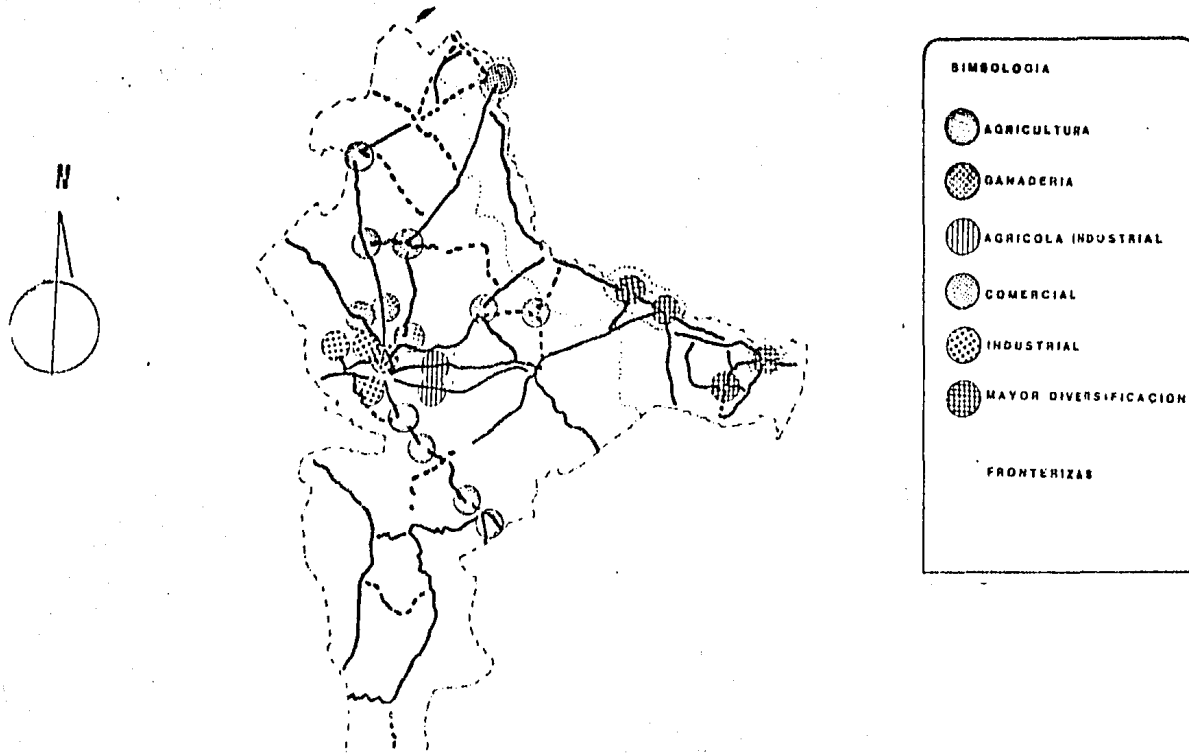 N
SIMBOLOGIA
AGRICULTURA
GANADERIA
AGRICOLA INDUSTRIAL
COMERCIAL
INDUSTRIAL
MAYOR DIVERSIFICACION
FRONTERIZAS